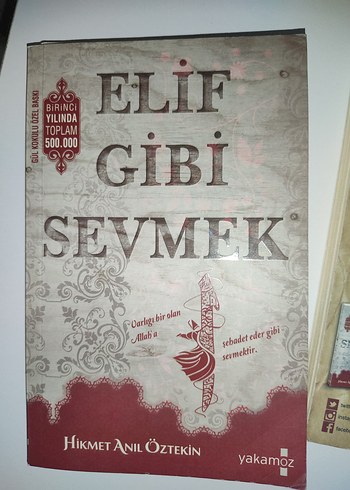 GÜL KOKULU ÖZEL BASKI
BİRİNCİ
YILINDA
TOPLAM
500.000
ELİF
GİBİ
SEVMEK
Varlığı bir olan
Allah'a
şehadet eder gibi
sevmektir.
HİKMET ANIL ÖZTEKİN
yakamoz